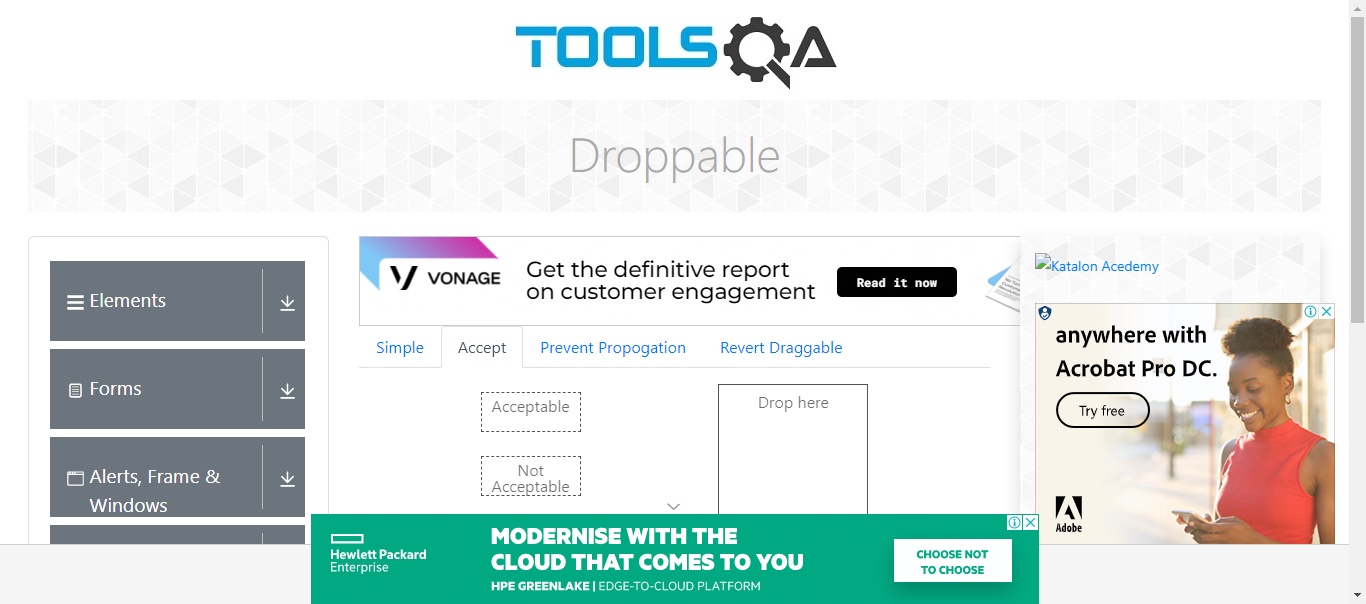 TOOLSQA
Droppable
Elements
Forms
Alerts, Frame &
Windows
VONAGE
Get the definitive report
on customer engagement
Read it now
Simple
Accept
Prevent Propogation
Revert Draggable
Acceptable
Not
Acceptable
Drop here
Katalon Acedemy
anywhere with
Acrobat Pro DC.
Try free
Adobe
Hewlett Packard
Enterprise
MODERNISE WITH THE
CLOUD THAT COMES TO YOU
HPE GREENLAKE | EDGE-TO-CLOUD PLATFORM
CHOOSE NOT
TO CHOOSE